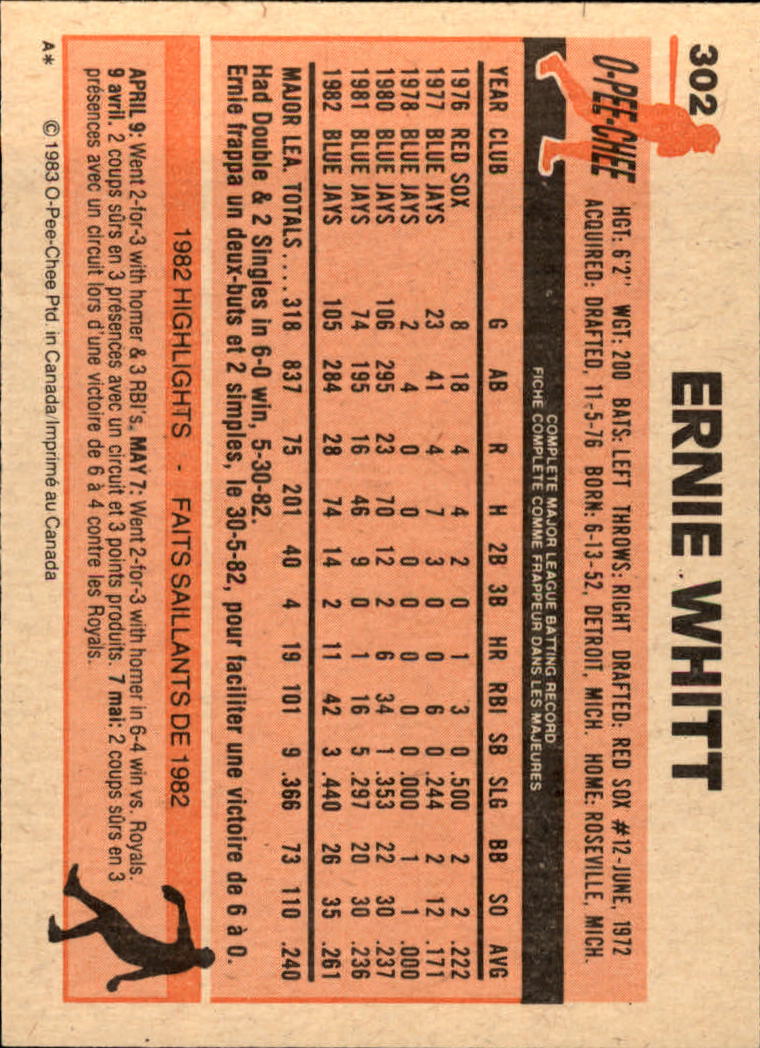 302
ERNIE WHITT
O-PEE-CHEE
HGT: 6'2" WGT: 200 BATS: LEFT THROWS: RIGHT DRAFTED: RED SOX #12-JUNE, 1972
ACQUIRED: DRAFTED, 11-5-76 BORN: 6-13-52, DETROIT, MICH. HOME: ROSEVILLE, MICH.
COMPLETE MAJOR LEAGUE BATTING RECORD
FICHE COMPLÈTE COMME FRAPPEUR DANS LES MAJEURES
YEAR CLUB G AB R H 2B 3B HR RBI SB SLG BB SO AVG
1976 RED SOX 8 18 4 4 2 0 1 3 0 .500 2 2 .222
1977 BLUE JAYS 23 41 4 7 3 0 0 6 0 .244 2 12 .171
1978 BLUE JAYS 2 4 0 0 0 0 0 0 0 .000 1 1 .000
1980 BLUE JAYS 106 295 23 70 12 2 6 34 1 .353 22 30 .237
1981 BLUE JAYS 74 195 16 46 9 0 1 16 5 .297 20 30 .236
1982 BLUE JAYS 105 284 28 74 14 2 11 42 3 .440 26 35 .261
MAJOR LEA. TOTALS.... 318 837 75 201 40 4 19 101 9 .366 73 110 .240
Had Double & 2 Singles in 6-0 win, 5-30-82.
Ernie frappa un deux-buts et 2 simples, le 30-5-82, pour faciliter une victoire de 6 à 0.
1982 HIGHLIGHTS - FAITS SAILLANTS DE 1982
APRIL 9: Went 2-for-3 with homer & 3 RBI's. MAY 7: Went 2-for-3 with homer in 6-4 win vs. Royals.
9 avril. 2 coups sûrs en 3 présences avec un circuit et 3 points produits. 7 mai: 2 coups sûrs en 3
présences avec un circuit lors d'une victoire de 6 à 4 contre les Royals.
A* © 1983 O-Pee-Chee Ptd. in Canada/Imprimé au Canada